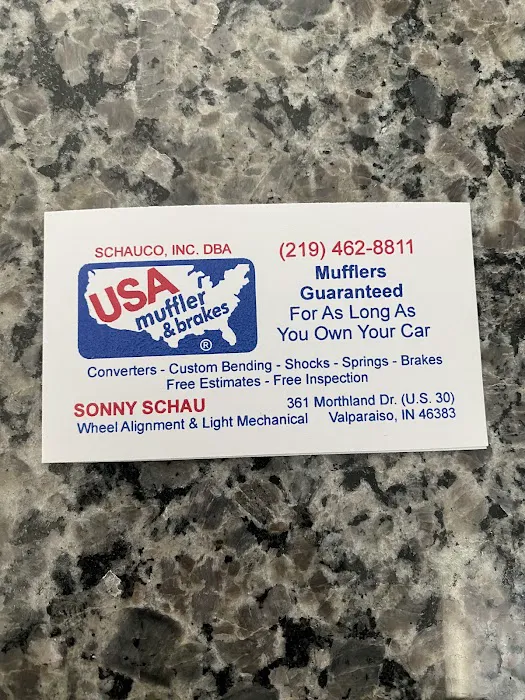 SCHAUCO, INC. DBA
USA
muffler
& brakes
®
(219) 462-8811
Mufflers
Guaranteed
For As Long As
You Own Your Car
Converters - Custom Bending - Shocks - Springs - Brakes
Free Estimates - Free Inspection
SONNY SCHAU
Wheel Alignment & Light Mechanical
361 Morthland Dr. (U.S. 30)
Valparaiso, IN 46383